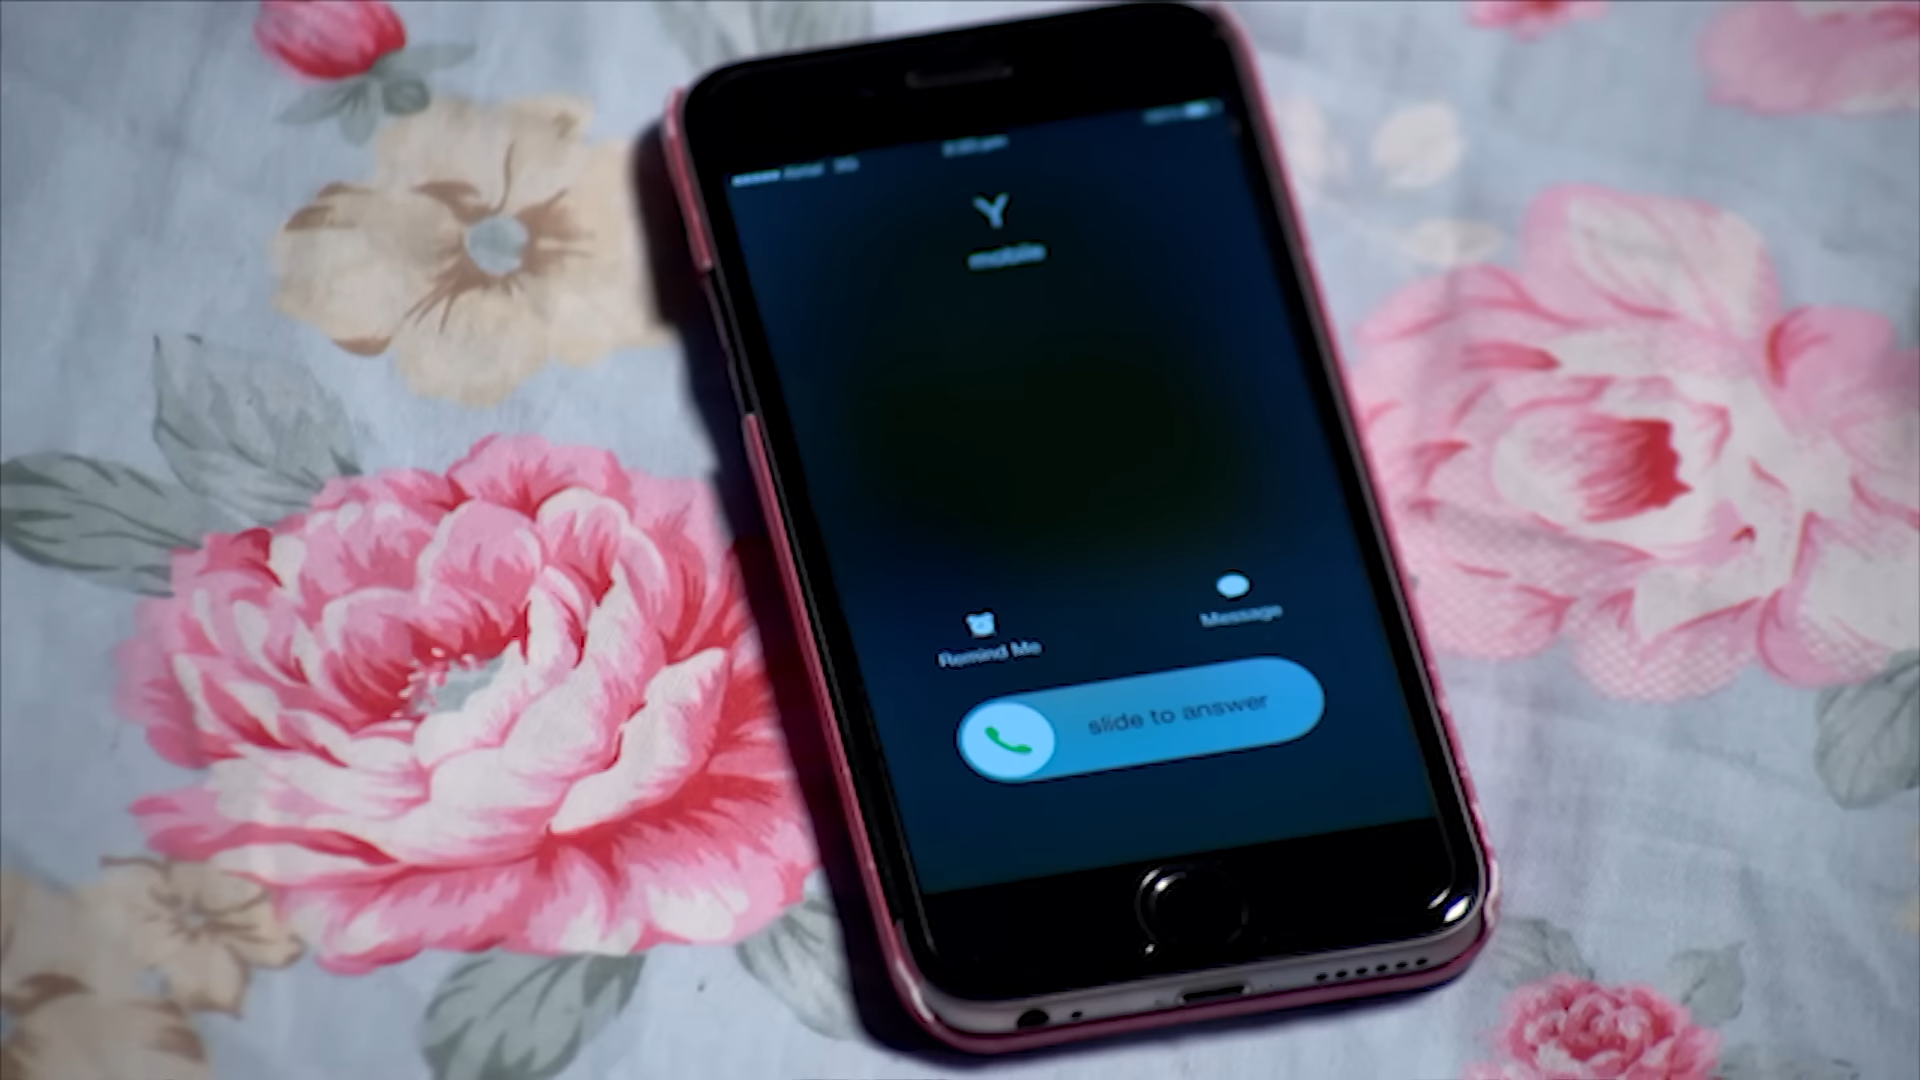 Y
mobile
Remind Me
Message
slide to answer